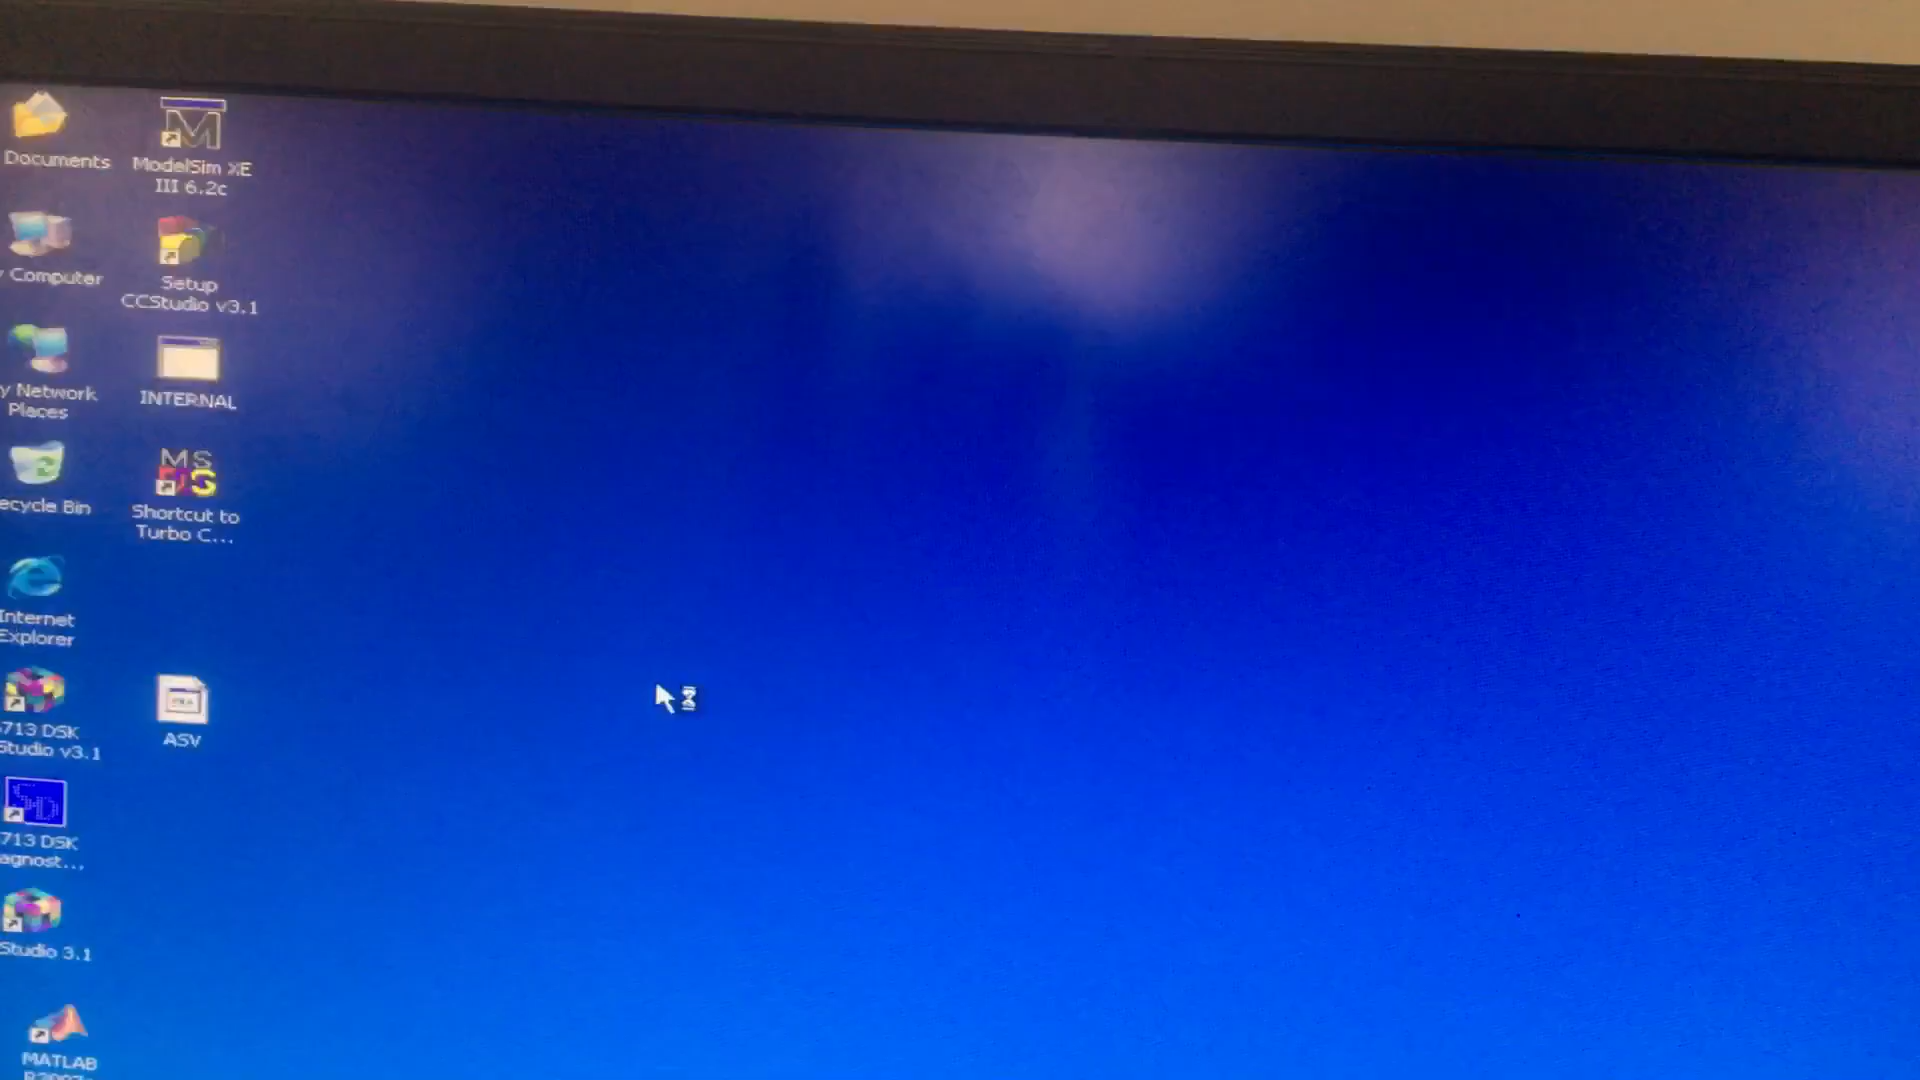 Documents
ModelSim XE
III 6.2c
Computer
Setup
CCStudio v3.1
y Network
Places
INTERNAL
ecycle Bin
MS
Shortcut to
Turbo C...
Internet
Explorer
713 DSK
Studio v3.1
ASV
713 DSK
agnost...
Studio 3.1
MATLAB